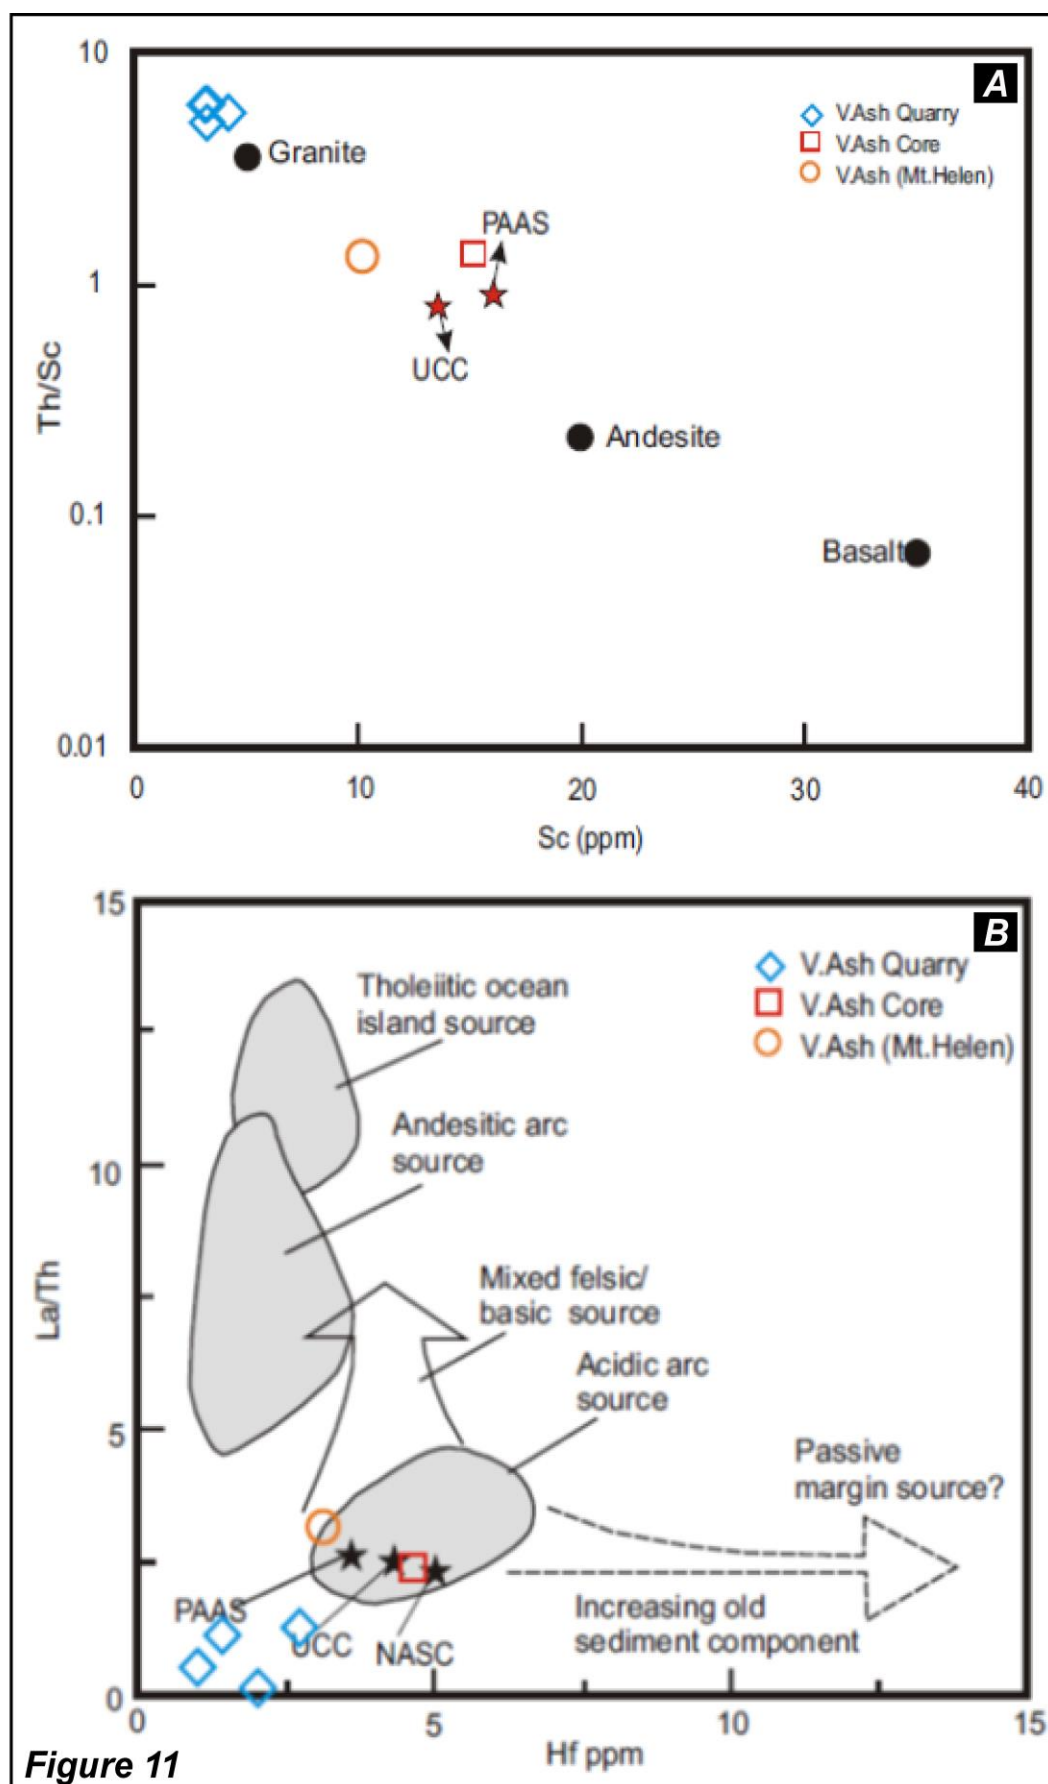 10
A
V.Ash Quarry
V.Ash Core
V.Ash (Mt.Helen)
Granite
PAAS
1
UCC
Th/Sc
Andesite
0.1
Basalt
0.01
0
10
20
30
40
Sc (ppm)
15
B
V.Ash Quarry
V.Ash Core
V.Ash (Mt.Helen)
Tholeiitic ocean
island source
Andesitic arc
source
10
La/Th
Mixed felsic/
basic source
Acidic arc
source
5
Passive
margin source?
PAAS
UCC
NASC
Increasing old
sediment component
0
0
5
10
15
Hf ppm
Figure 11